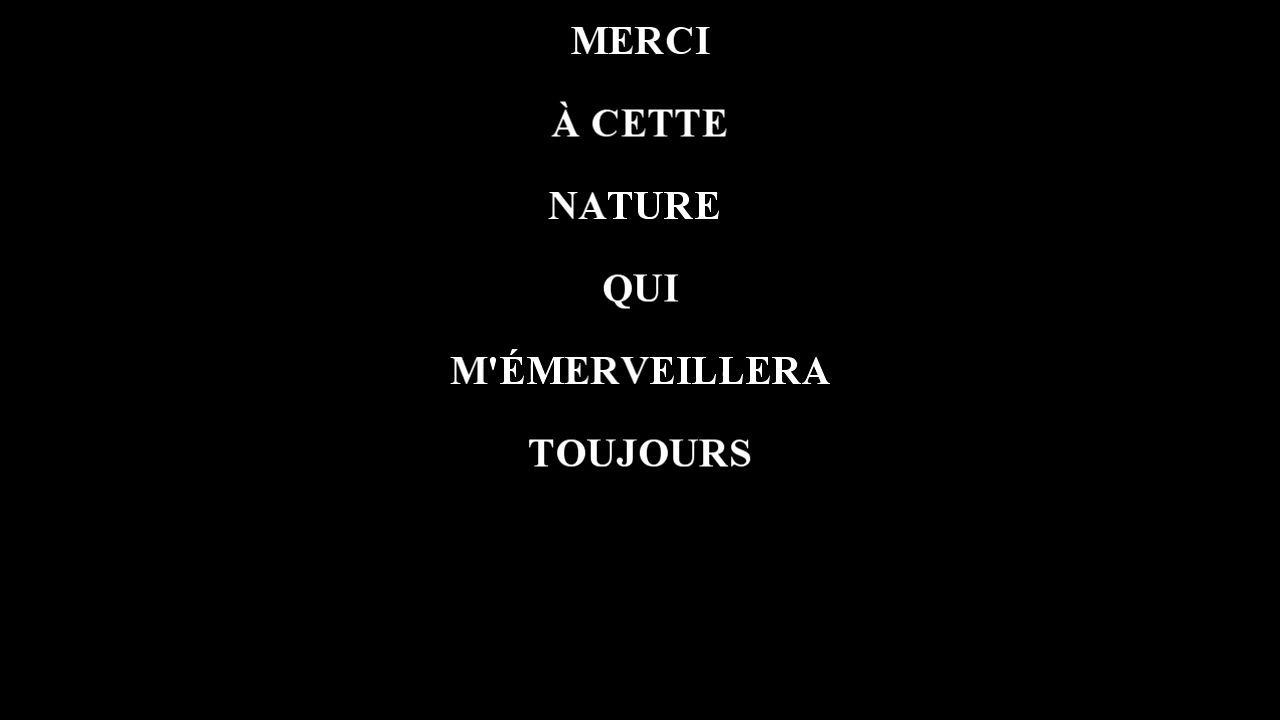 MERCI
À CETTE
NATURE
QUI
M'ÉMERVEILLERA
TOUJOURS